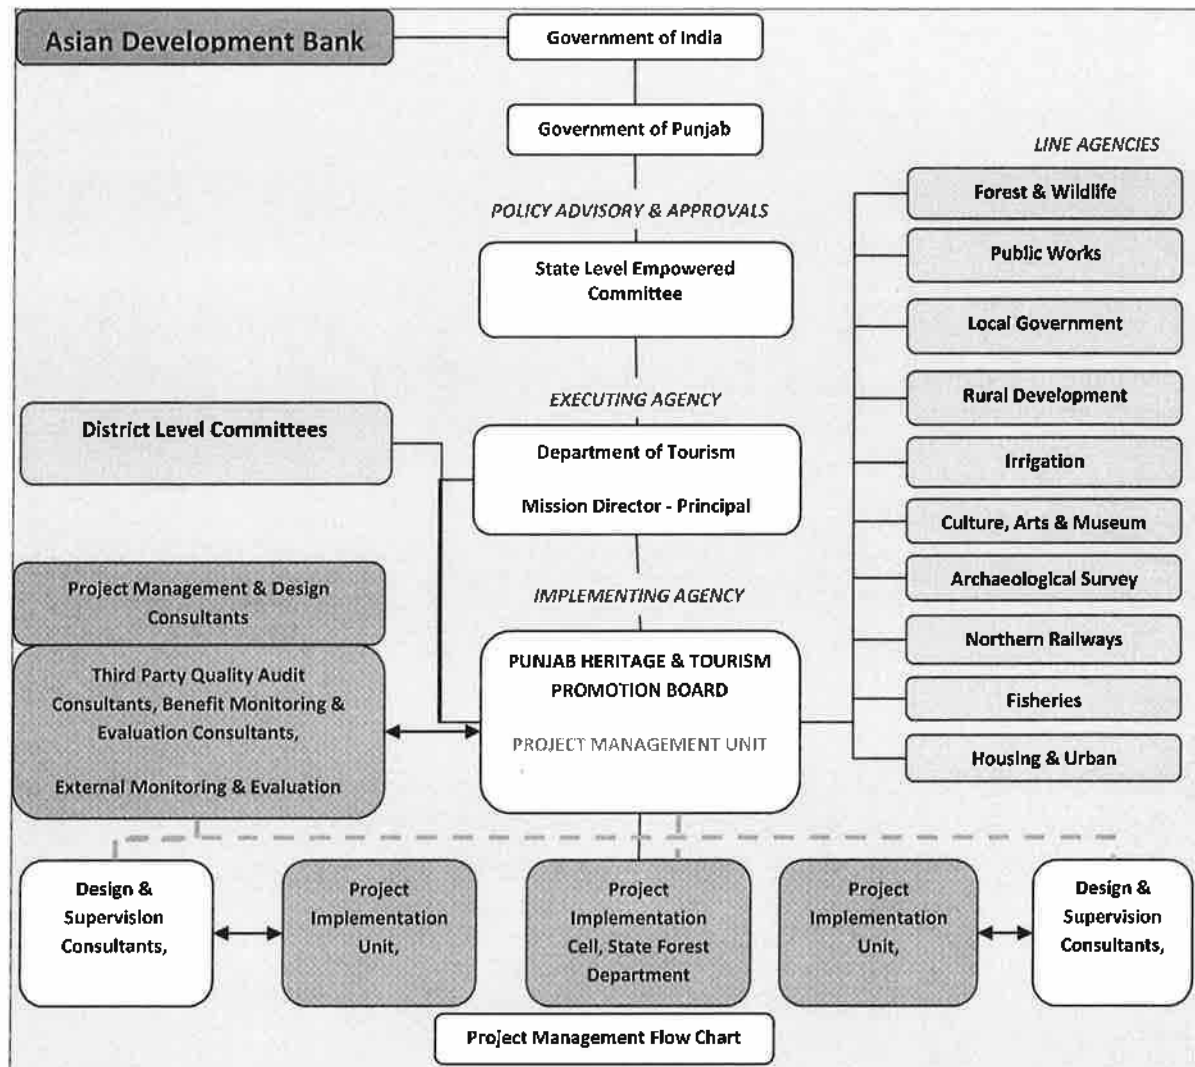 Asian Development Bank
Government of India
Government of Punjab
POLICY ADVISORY & APPROVALS
State Level Empowered
Committee
EXECUTING AGENCY
District Level Committees
Department of Tourism
Mission Director - Principal
IMPLEMENTING AGENCY
PUNJAB HERITAGE & TOURISM
PROMOTION BOARD
PROJECT MANAGEMENT UNIT
Project Management & Design
Consultants
Third Party Quality Audit
Consultants, Benefit Monitoring &
Evaluation Consultants,
External Monitoring & Evaluation
LINE AGENCIES
Forest & Wildlife
Public Works
Local Government
Rural Development
Irrigation
Culture, Arts & Museum
Archaeological Survey
Northern Railways
Fisheries
Housing & Urban
Design &
Supervision
Consultants,
Project
Implementation
Unit,
Project
Implementation
Cell, State Forest
Department
Project
Implementation
Unit,
Design &
Supervision
Consultants,
Project Management Flow Chart